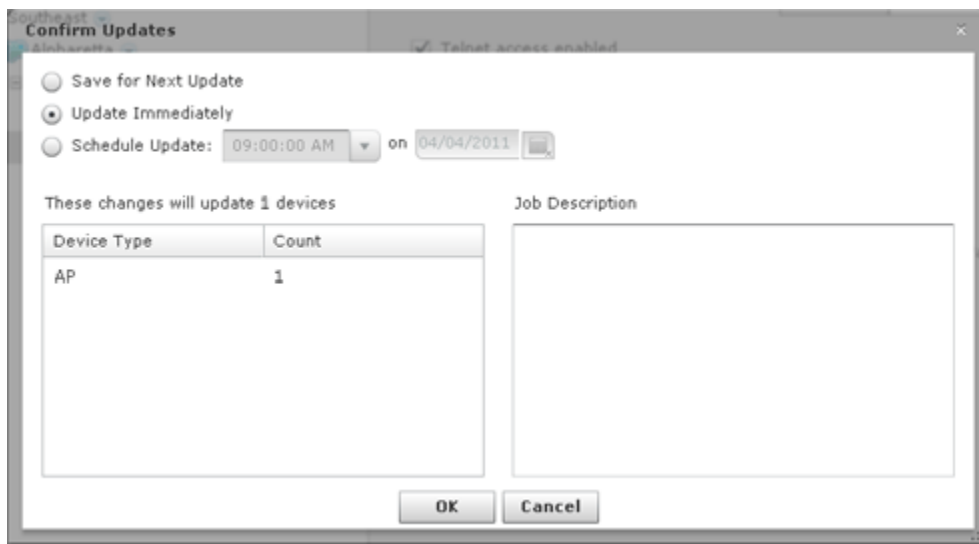 Southeast
Confirm Updates
Alpharetta
Telnet access enabled
Save for Next Update
Update Immediately
Schedule Update: 09:00:00 AM on 04/04/2011
These changes will update 1 devices
Job Description
Device Type Count
AP 1
OK Cancel